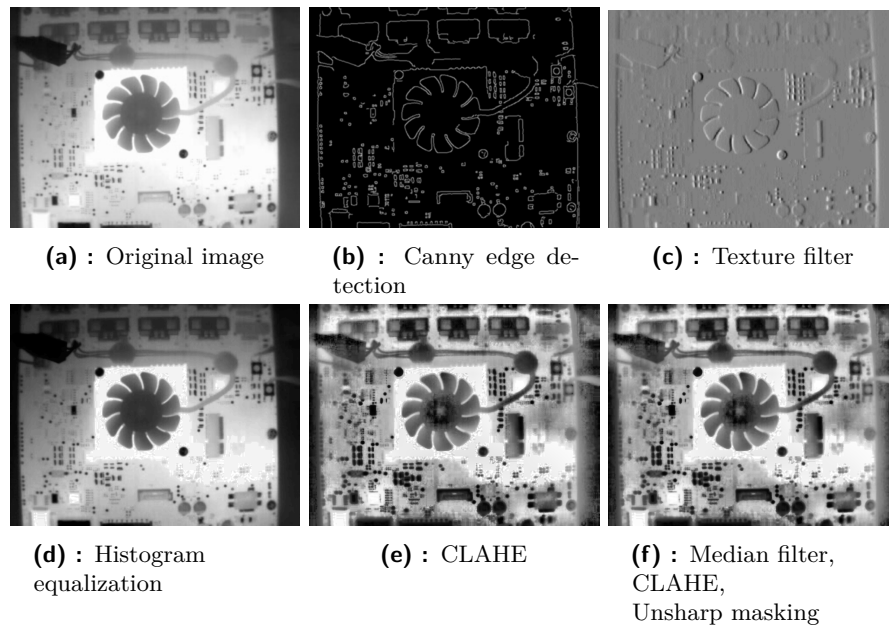 (a) : Original image
(b) : Canny edge de-
tection
(c) : Texture filter
(d) : Histogram
equalization
(e) : CLAHE
(f) : Median filter,
CLAHE,
Unsharp masking